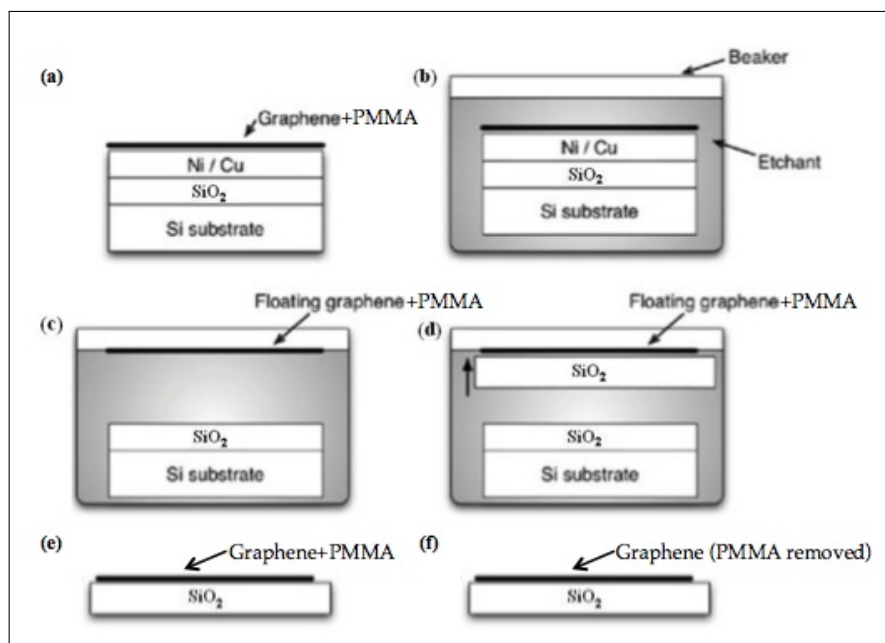 (a)
Graphene+PMMA
Ni / Cu
SiO₂
Si substrate
(b)
Beaker
Ni / Cu
SiO₂
Si substrate
Etchant
(c)
Floating graphene+PMMA
SiO₂
Si substrate
(d)
Floating graphene+PMMA
SiO₂
SiO₂
Si substrate
(e)
Graphene+PMMA
SiO₂
(f)
Graphene (PMMA removed)
SiO₂